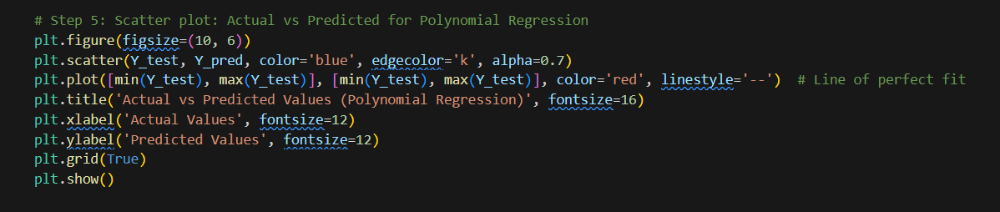 # Step 5: Scatter plot: Actual vs Predicted for Polynomial Regression
plt.figure(figsize=(10, 6))
plt.scatter(Y_test, Y_pred, color='blue', edgecolor='k', alpha=0.7)
plt.plot([min(Y_test), max(Y_test)], [min(Y_test), max(Y_test)], color='red', linestyle='--')  # Line of perfect fit
plt.title('Actual vs Predicted Values (Polynomial Regression)', fontsize=16)
plt.xlabel('Actual Values', fontsize=12)
plt.ylabel('Predicted Values', fontsize=12)
plt.grid(True)
plt.show()